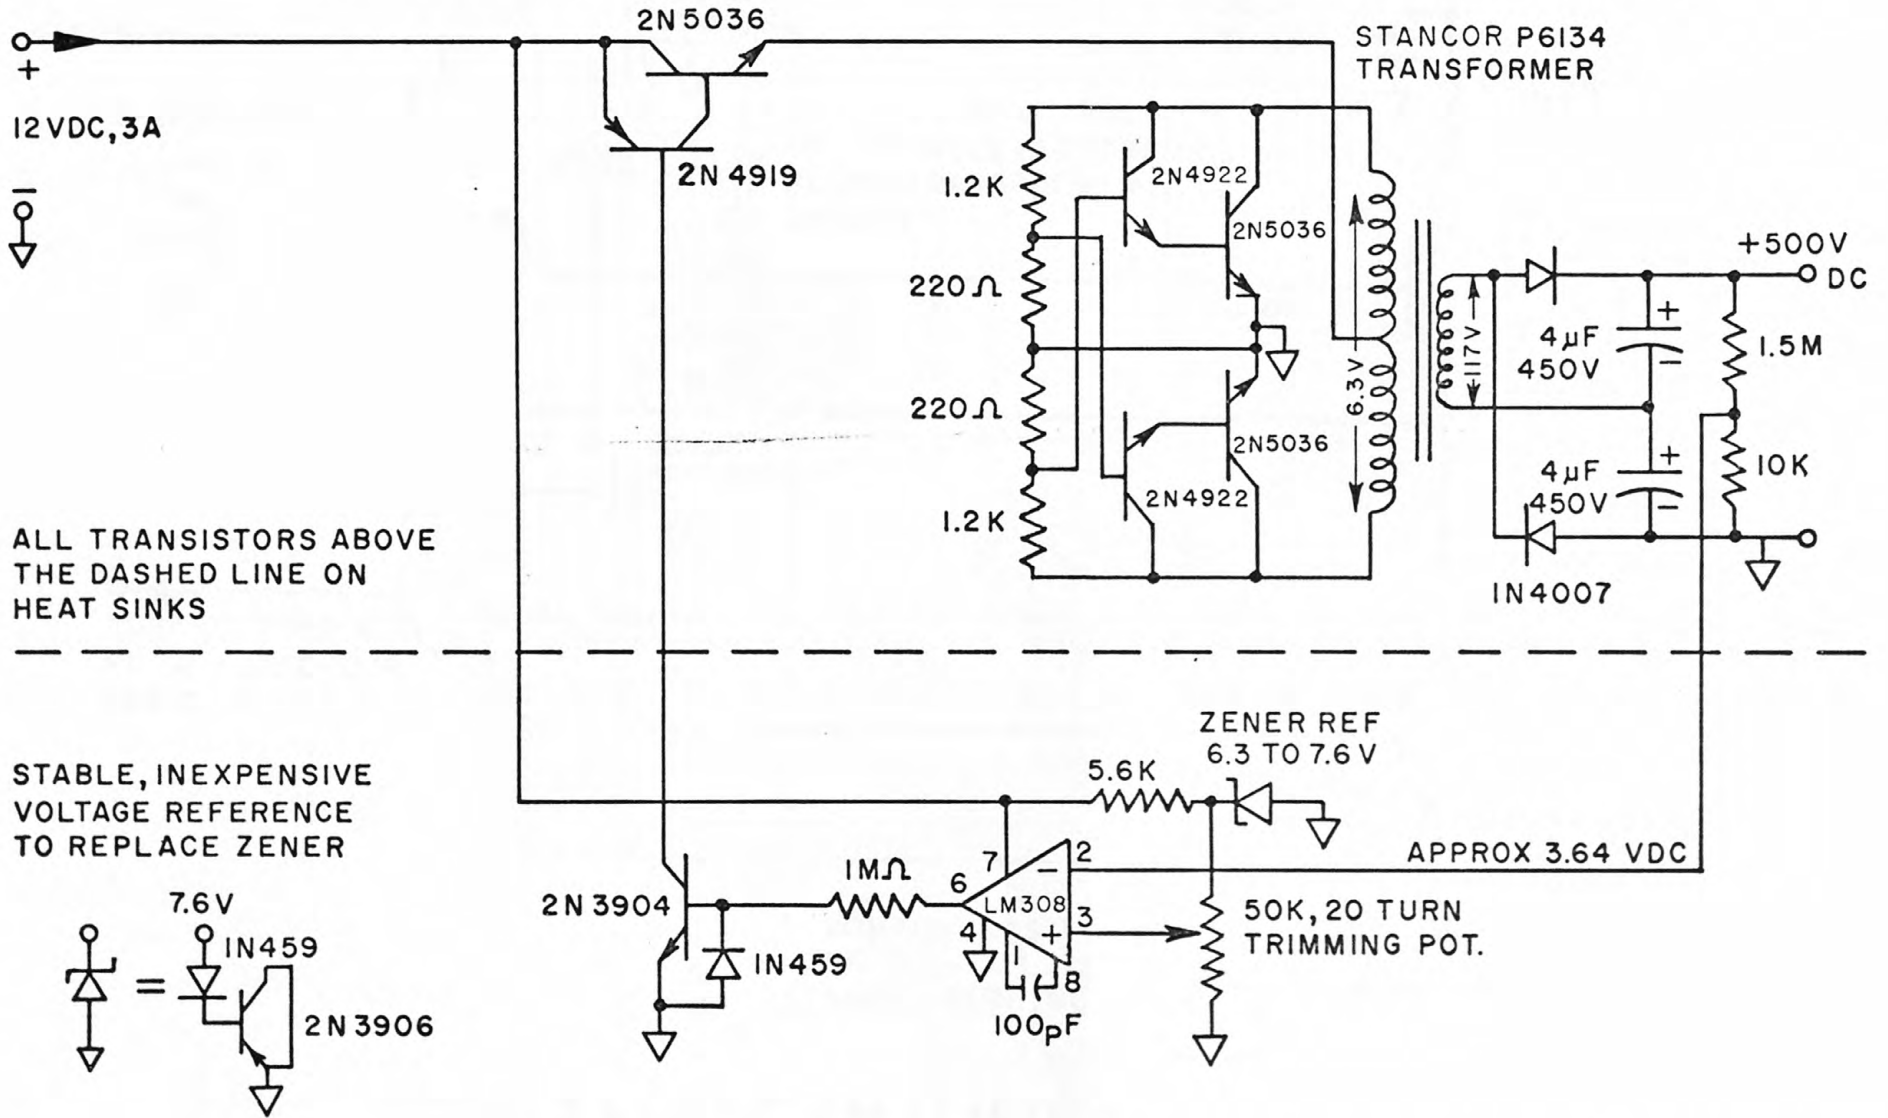 2N5036
STANCOR P6134
TRANSFORMER
+
12VDC,3A
−
2N4919
1.2K
2N4922
2N5036
220Ω
6.3V
117V
+500V
DC
+
4µF
450V
−
1.5M
220Ω
2N5036
2N4922
+
4µF
450V
−
10K
1.2K
1N4007
ALL TRANSISTORS ABOVE
THE DASHED LINE ON
HEAT SINKS
ZENER REF
6.3 TO 7.6V
5.6K
STABLE, INEXPENSIVE
VOLTAGE REFERENCE
TO REPLACE ZENER
APPROX 3.64 VDC
7
2
−
1MΩ
6
LM308
2N3904
3
+
4
1
8
50K, 20 TURN
TRIMMING POT.
7.6V
1N459
=
2N3906
1N459
100pF